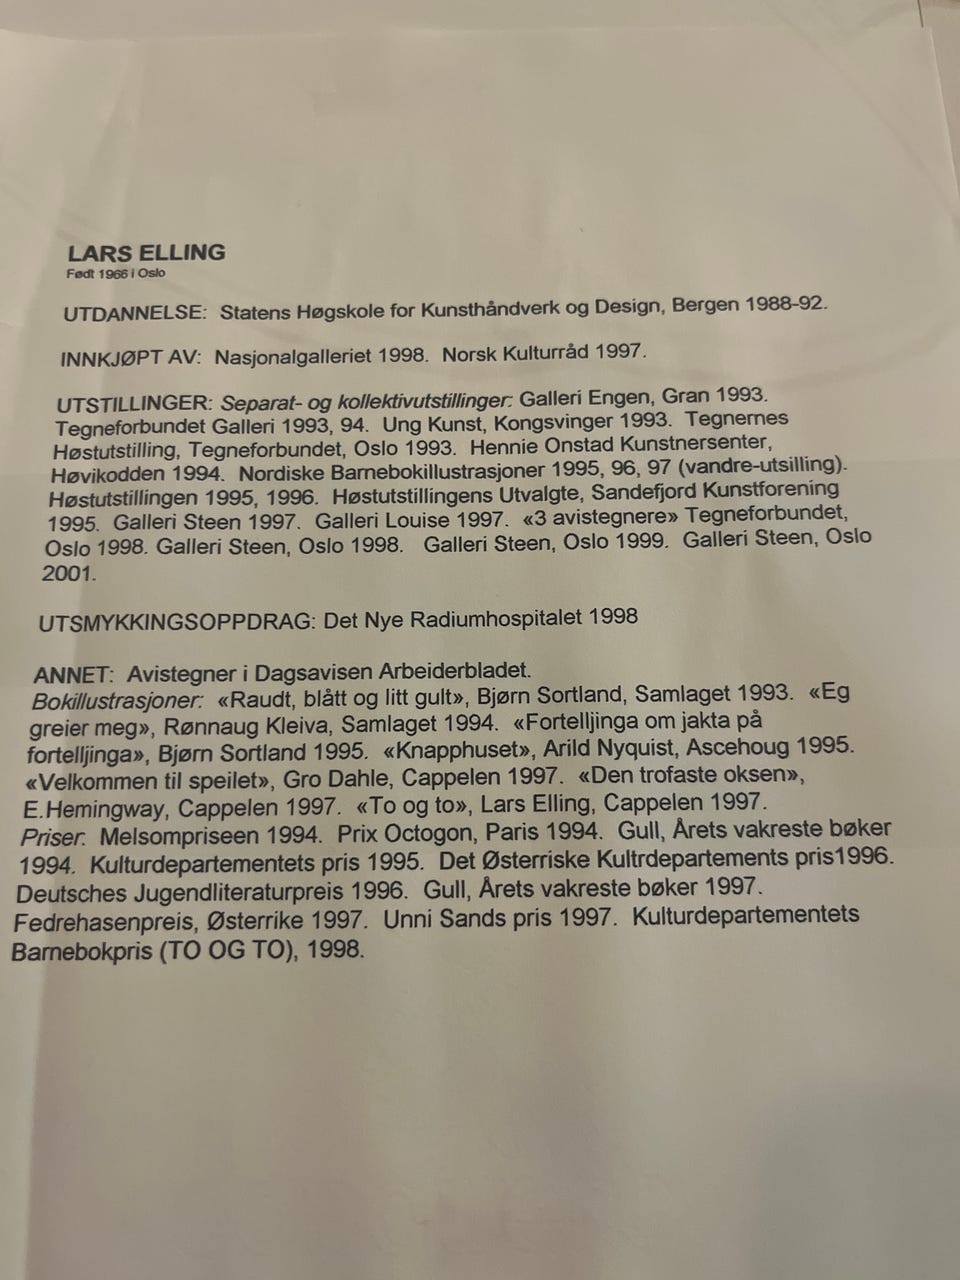 LARS ELLING
Født 1966 i Oslo
UTDANNELSE: Statens Høgskole for Kunsthåndverk og Design, Bergen 1988-92.
INNKJØPT AV: Nasjonalgalleriet 1998. Norsk Kulturråd 1997.
UTSTILLINGER: Separat- og kollektivutstillinger: Galleri Engen, Gran 1993.
Tegneforbundet Galleri 1993, 94. Ung Kunst, Kongsvinger 1993. Tegnernes
Høstutstilling, Tegneforbundet, Oslo 1993. Hennie Onstad Kunstnersenter,
Høvikodden 1994. Nordiske Barnebokillustrasjoner 1995, 96, 97 (vandre-utsilling).
Høstutstillingen 1995, 1996. Høstutstillingens Utvalgte, Sandefjord Kunstforening
1995. Galleri Steen 1997. Galleri Louise 1997. «3 avistegnere» Tegneforbundet,
Oslo 1998. Galleri Steen, Oslo 1998. Galleri Steen, Oslo 1999. Galleri Steen, Oslo
2001.
UTSMYKKINGSOPPDRAG: Det Nye Radiumhospitalet 1998
ANNET: Avistegner i Dagsavisen Arbeiderbladet.
Bokillustrasjoner: «Raudt, blått og litt gult», Bjørn Sortland, Samlaget 1993. «Eg
greier meg», Rønnaug Kleiva, Samlaget 1994. «Fortelljinga om jakta på
fortelljinga», Bjørn Sortland 1995. «Knapphuset», Arild Nyquist, Ascehoug 1995.
«Velkommen til speilet», Gro Dahle, Cappelen 1997. «Den trofaste oksen»,
E.Hemingway, Cappelen 1997. «To og to», Lars Elling, Cappelen 1997.
Priser: Melsompriseen 1994. Prix Octogon, Paris 1994. Gull, Årets vakreste bøker
1994. Kulturdepartementets pris 1995. Det Østerriske Kultrdepartements pris1996.
Deutsches Jugendliteraturpreis 1996. Gull, Årets vakreste bøker 1997.
Fedrehasenpreis, Østerrike 1997. Unni Sands pris 1997. Kulturdepartementets
Barnebokpris (TO OG TO), 1998.